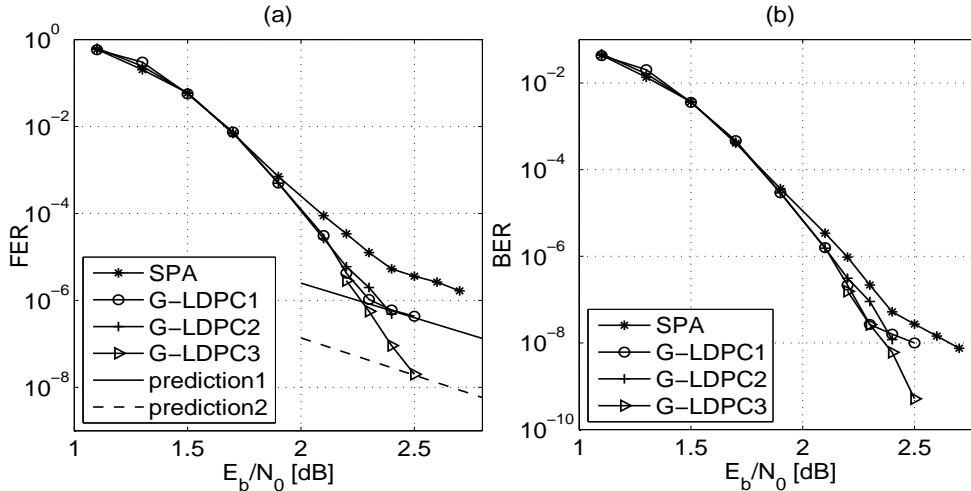 (a)
10^0
10^-2
10^-4
10^-6
10^-8
FER
1
1.5
2
2.5
E_b/N_0 [dB]
SPA
G-LDPC1
G-LDPC2
G-LDPC3
prediction1
prediction2
(b)
10^-2
10^-4
10^-6
10^-8
10^-10
BER
1
1.5
2
2.5
E_b/N_0 [dB]
SPA
G-LDPC1
G-LDPC2
G-LDPC3